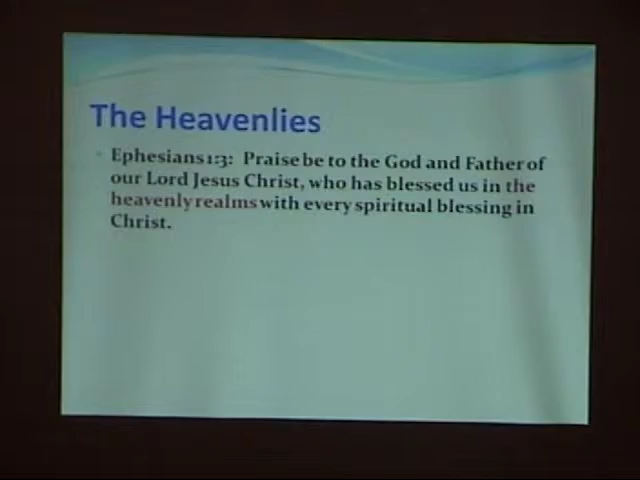 The Heavenlies
Ephesians 1:3: Praise be to the God and Father of
our Lord Jesus Christ, who has blessed us in the
heavenly realms with every spiritual blessing in
Christ.